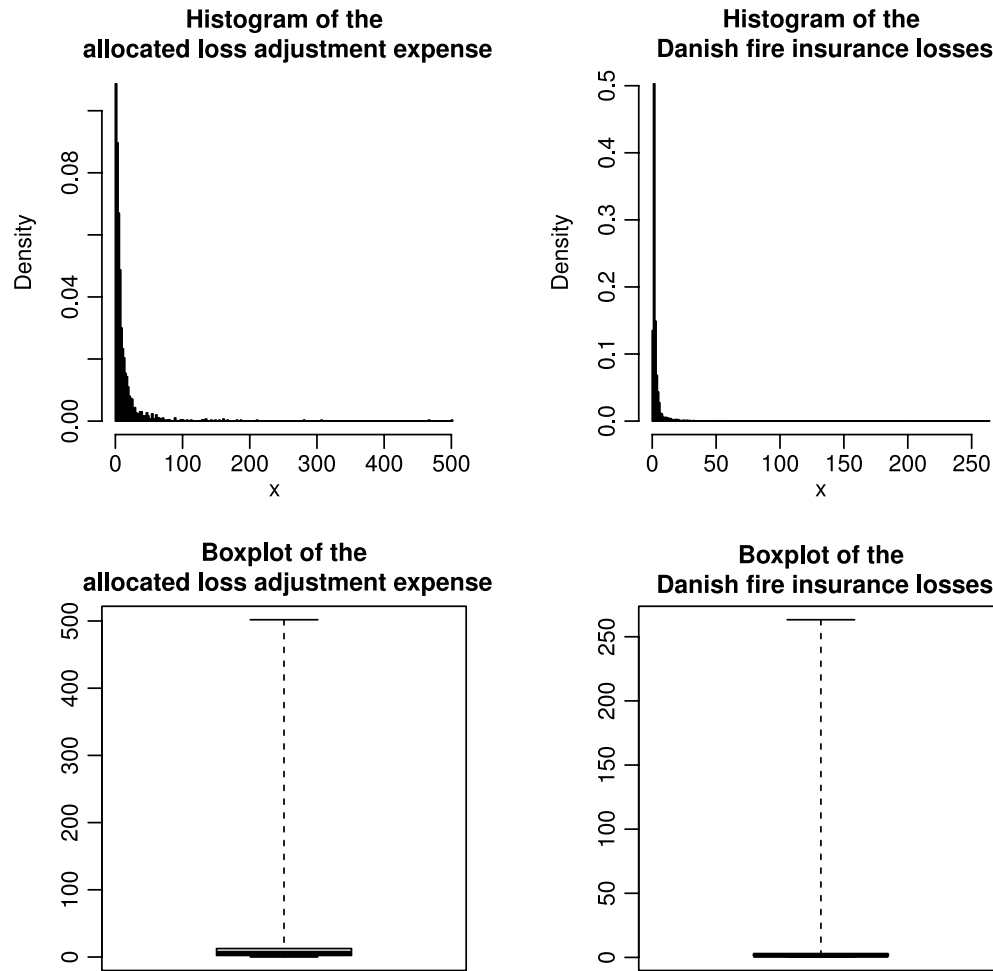 Histogram of the
allocated loss adjustment expense
Density
0.00
0.04
0.08
0 100 200 300 400 500
x
Histogram of the
Danish fire insurance losses
Density
0.0
0.1
0.2
0.3
0.4
0.5
0 50 100 150 200 250
x
Boxplot of the
allocated loss adjustment expense
500
400
300
200
100
0
Boxplot of the
Danish fire insurance losses
250
200
150
100
50
0